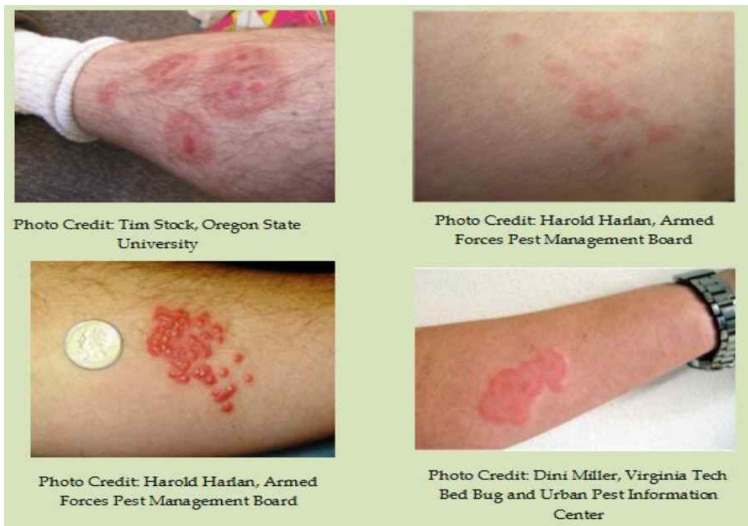 Photo Credit: Tim Stock, Oregon State
University
Photo Credit: Harold Harlan, Armed
Forces Pest Management Board
Photo Credit: Harold Harlan, Armed
Forces Pest Management Board
Photo Credit: Dini Miller, Virginia Tech
Bed Bug and Urban Pest Information
Center